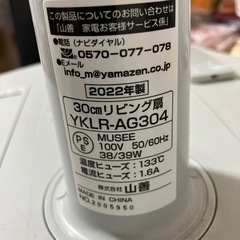 この製品についてのお問い合わせは
「山善 家電お客様サービス係」
●電話(ナビダイヤル)
0570-077-078
●Eメール
info_m@yamazen.co.jp
2022年製
30cmリビング扇
YKLR-AG304
MUSEE
PSE
100V 50/60Hz
38/39W
温度ヒューズ：133℃
電流ヒューズ：1.6A
株式会社 山善
MADE IN CHINA
NO.2005950